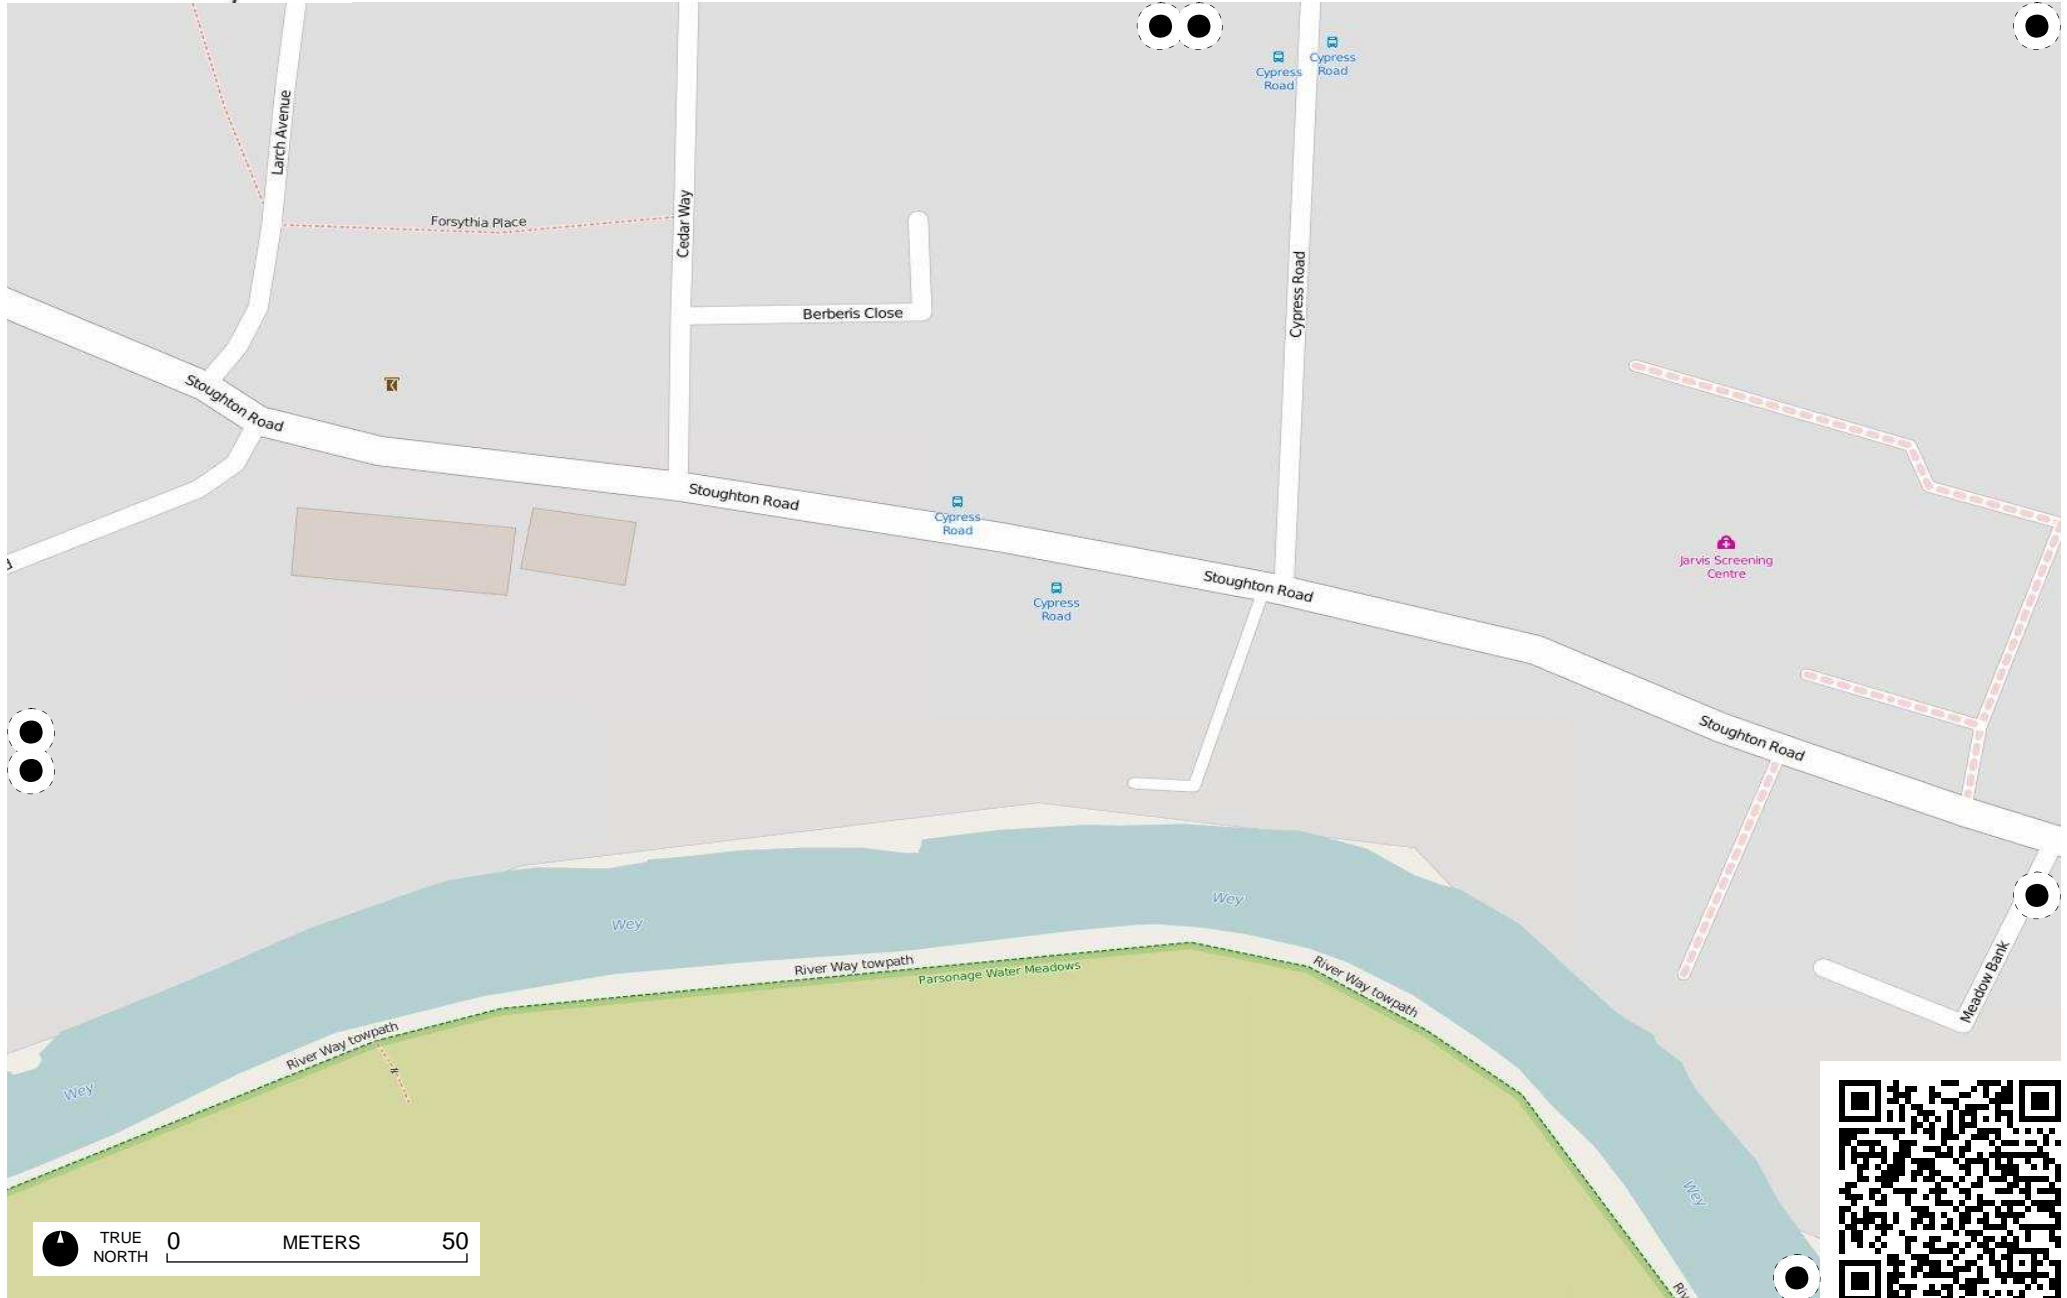 Cypress
Road
Cypress
Road
Larch Avenue
Forsythia Place
Cedar Way
Berberis Close
Cypress Road
Stoughton Road
Stoughton Road
Cypress
Road
Stoughton Road
Cypress
Road
Jarvis Screening
Centre
Stoughton Road
Wey
Wey
River Way towpath
Parsonage Water Meadows
River Way towpath
Meadow Bank
River Way towpath
Wey
Wey
TRUE
NORTH
0 METERS 50